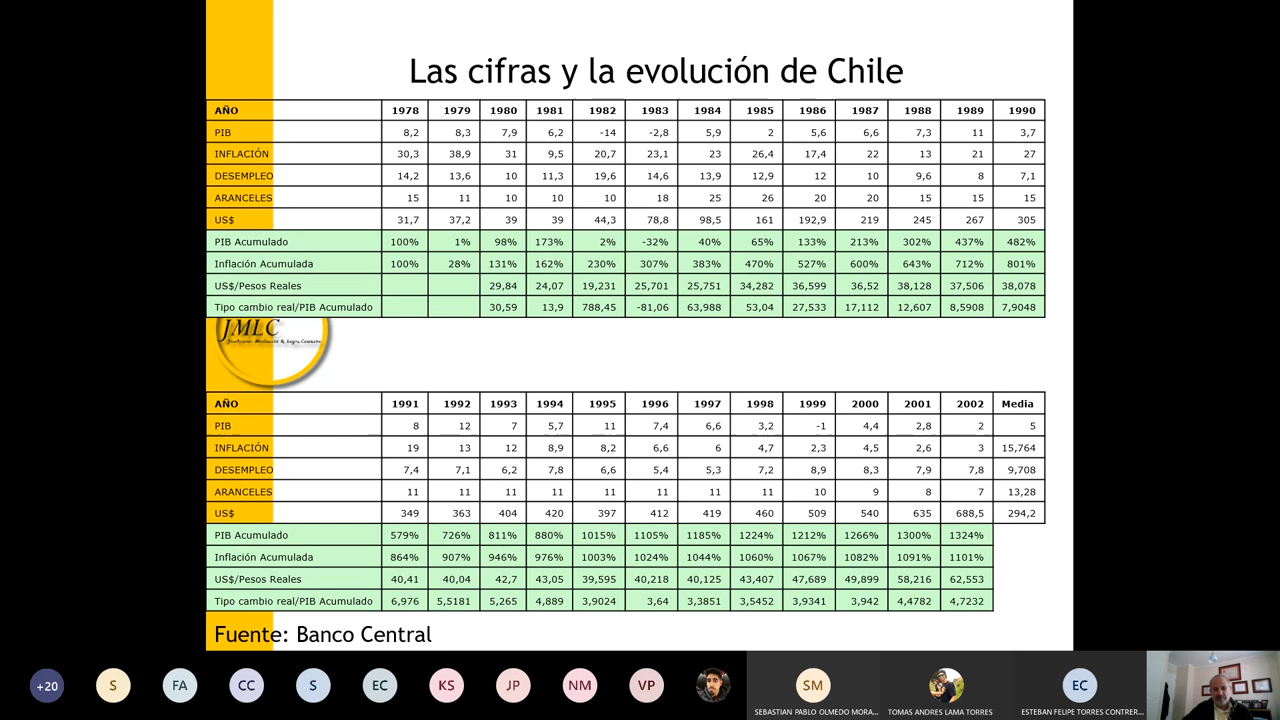 Las cifras y la evolución de Chile
AÑO 1978 1979 1980 1981 1982 1983 1984 1985 1986 1987 1988 1989 1990
PIB 8,2 8,3 7,9 6,2 -14 -2,8 5,9 2 5,6 6,6 7,3 11 3,7
INFLACIÓN 30,3 38,9 31 9,5 20,7 23,1 23 26,4 17,4 22 13 21 27
DESEMPLEO 14,2 13,6 10 11,3 19,6 14,6 13,9 12,9 12 10 9,6 8 7,1
ARANCELES 15 11 10 10 10 18 25 26 20 20 15 15 15
US$ 31,7 37,2 39 39 44,3 78,8 98,5 161 192,9 219 245 267 305
PIB Acumulado 100% 1% 98% 173% 2% -32% 40% 65% 133% 213% 302% 437% 482%
Inflación Acumulada 100% 28% 131% 162% 230% 307% 383% 470% 527% 600% 643% 712% 801%
US$/Pesos Reales 29,84 24,07 19,231 25,701 25,751 34,282 36,599 36,52 38,128 37,506 38,078
Tipo cambio real/PIB Acumulado 30,59 13,9 788,45 -81,06 63,988 53,04 27,533 17,112 12,607 8,5908 7,9048
JMLC
AÑO 1991 1992 1993 1994 1995 1996 1997 1998 1999 2000 2001 2002 Media
PIB 8 12 7 5,7 11 7,4 6,6 3,2 -1 4,4 2,8 2 5
INFLACIÓN 19 13 12 8,9 8,2 6,6 6 4,7 2,3 4,5 2,6 3 15,764
DESEMPLEO 7,4 7,1 6,2 7,8 6,6 5,4 5,3 7,2 8,9 8,3 7,9 7,8 9,708
ARANCELES 11 11 11 11 11 11 11 11 10 9 8 7 13,28
US$ 349 363 404 420 397 412 419 460 509 540 635 688,5 294,2
PIB Acumulado 579% 726% 811% 880% 1015% 1105% 1185% 1224% 1212% 1266% 1300% 1324%
Inflación Acumulada 864% 907% 946% 976% 1003% 1024% 1044% 1060% 1067% 1082% 1091% 1101%
US$/Pesos Reales 40,41 40,04 42,7 43,05 39,595 40,218 40,125 43,407 47,689 49,899 58,216 62,553
Tipo cambio real/PIB Acumulado 6,976 5,5181 5,265 4,889 3,9024 3,64 3,3851 3,5452 3,9341 3,942 4,4782 4,7232
Fuente: Banco Central
+20 S FA CC S EC KS JP NM VP SM EC
SEBASTIAN PABLO OLMEDO MORA... TOMAS ANDRES LAMA TORRES ESTEBAN FELIPE TORRES CONTRER...